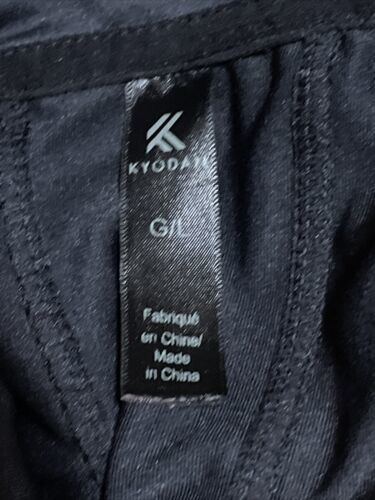 KYODAN
G/L
Fabriqué
en Chine/
Made
in China